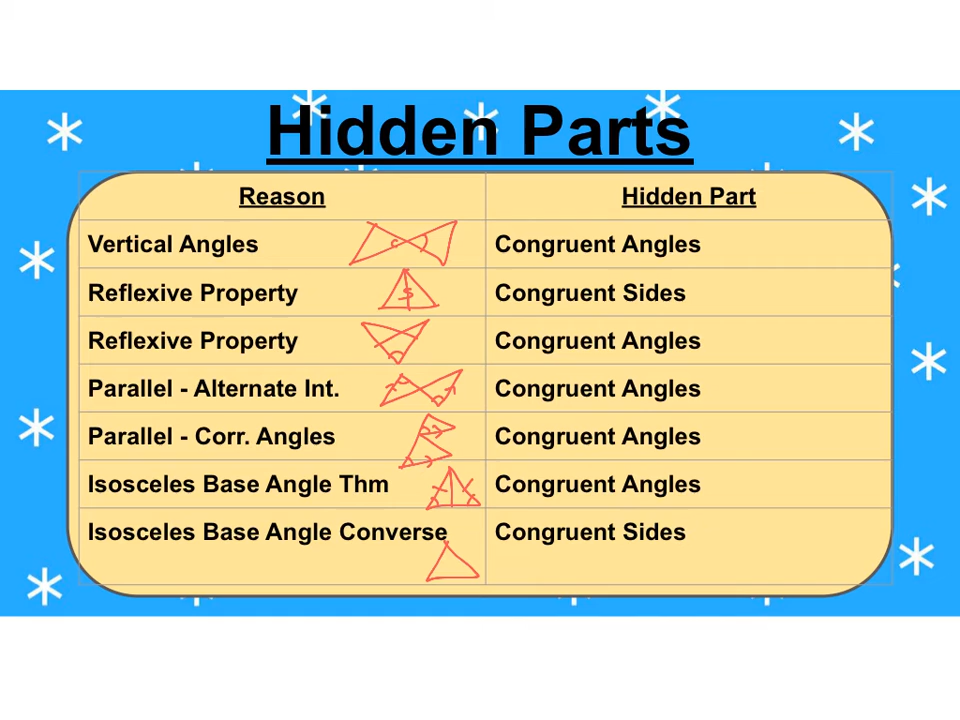 Hidden Parts
Reason Hidden Part
Vertical Angles Congruent Angles
Reflexive Property Congruent Sides
Reflexive Property Congruent Angles
Parallel - Alternate Int. Congruent Angles
Parallel - Corr. Angles Congruent Angles
Isosceles Base Angle Thm Congruent Angles
Isosceles Base Angle Converse Congruent Sides